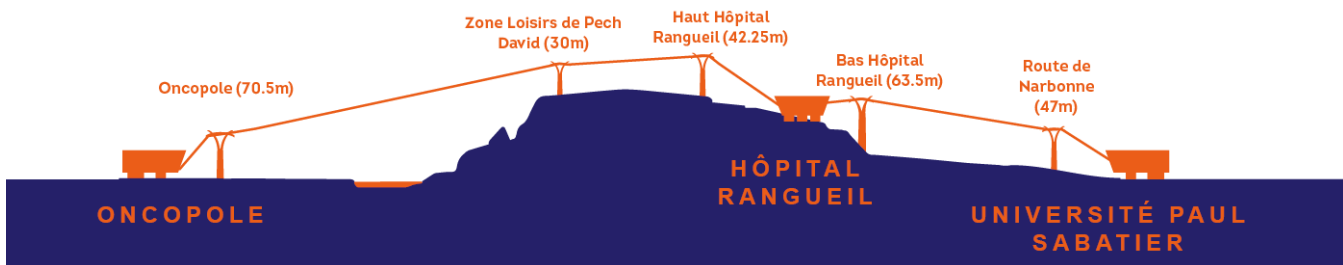 Oncopole (70.5m)
Zone Loisirs de Pech
David (30m)
Haut Hôpital
Rangueil (42.25m)
Bas Hôpital
Rangueil (63.5m)
Route de
Narbonne
(47m)
ONCOPOLE
HÔPITAL
RANGUEIL
UNIVERSITÉ PAUL
SABATIER